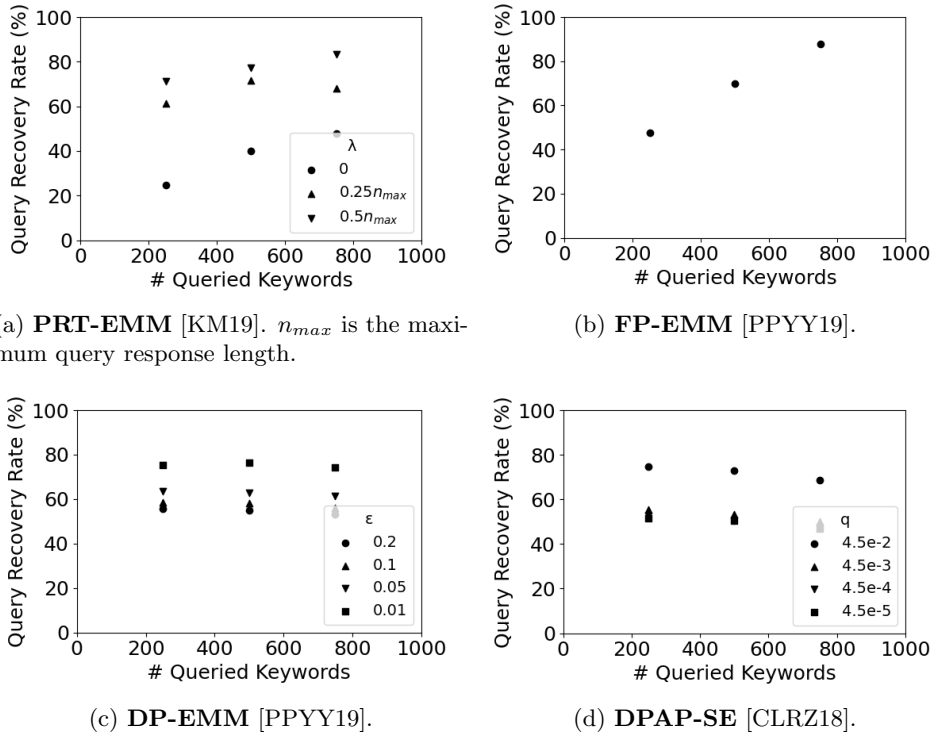 100
80
60
40
20
0
Query Recovery Rate (%)
λ
0
0.25n_max
0.5n_max
0 200 400 600 800 1000
# Queried Keywords
100
80
60
40
20
0
Query Recovery Rate (%)
0 200 400 600 800 1000
# Queried Keywords
a) PRT-EMM [KM19]. n_max is the maxi-
mum query response length.
(b) FP-EMM [PPYY19].
100
80
60
40
20
0
Query Recovery Rate (%)
ε
0.2
0.1
0.05
0.01
0 200 400 600 800 1000
# Queried Keywords
100
80
60
40
20
0
Query Recovery Rate (%)
q
4.5e-2
4.5e-3
4.5e-4
4.5e-5
0 200 400 600 800 1000
# Queried Keywords
(c) DP-EMM [PPYY19].
(d) DPAP-SE [CLRZ18].